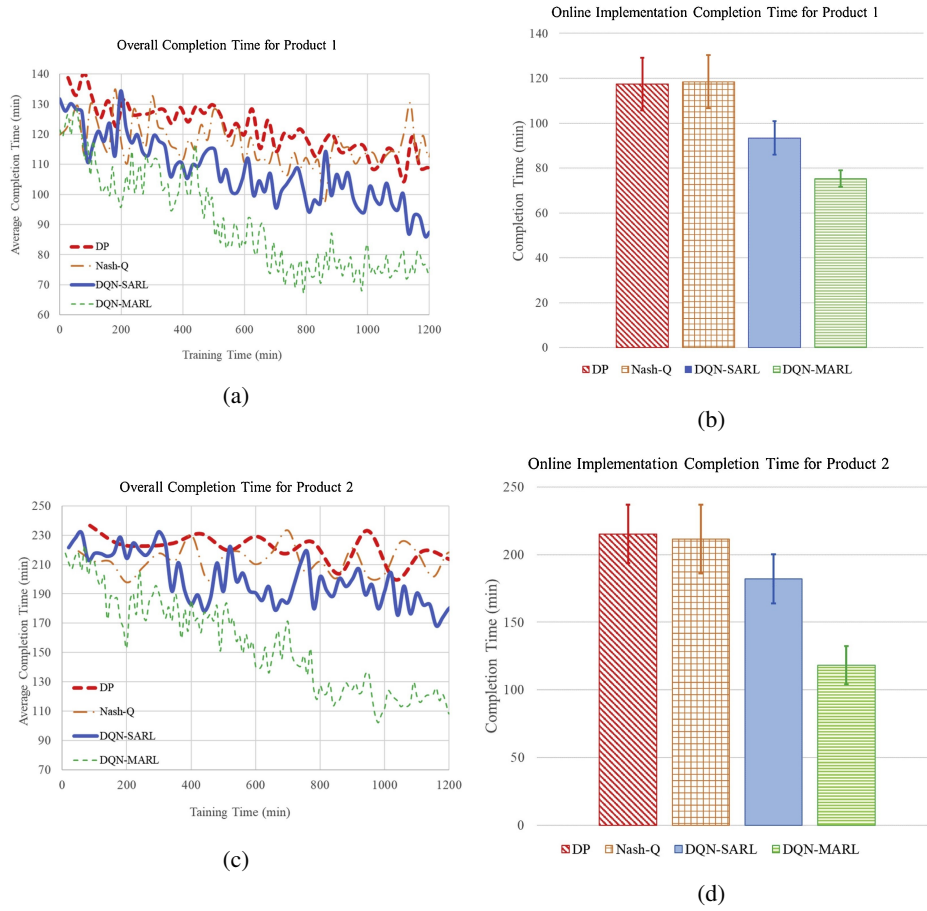 Overall Completion Time for Product 1
Average Completion Time (min)
140
130
120
110
100
90
80
70
60
DP
Nash-Q
DQN-SARL
DQN-MARL
0 200 400 600 800 1000 1200
Training Time (min)
(a)
Online Implementation Completion Time for Product 1
Completion Time (min)
140
120
100
80
60
40
20
0
DP Nash-Q DQN-SARL DQN-MARL
(b)
Overall Completion Time for Product 2
Average Completion Time (min)
250
230
210
190
170
150
130
110
90
70
DP
Nash-Q
DQN-SARL
DQN-MARL
0 200 400 600 800 1000 1200
Taining Time (min)
(c)
Online Implementation Completion Time for Product 2
Completion Time (min)
250
200
150
100
50
0
DP Nash-Q DQN-SARL DQN-MARL
(d)